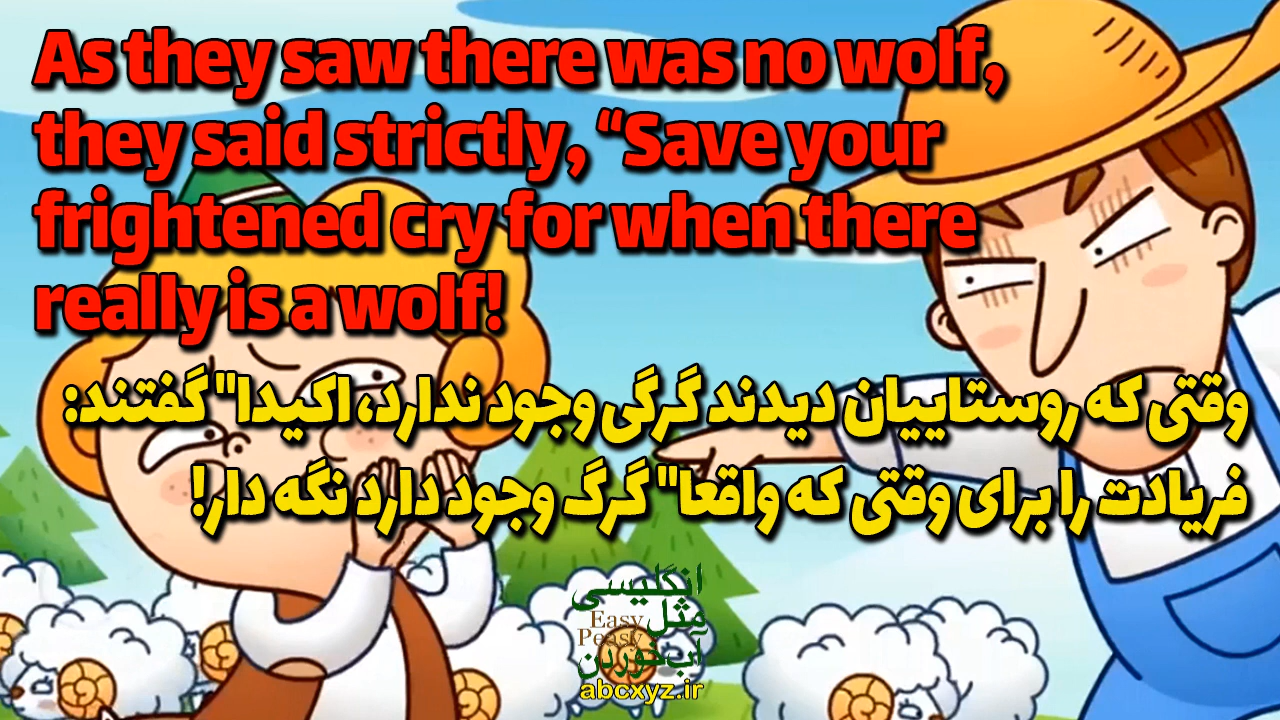 As they saw there was no wolf,
they said strictly, “Save your
frightened cry for when there
really is a wolf!
وقتی که روستاییان دیدند گرگی وجود ندارد، اکیدا" گفتند:
فریادت را برای وقتی که واقعا" گرگ وجود دارد نگه دار!
انگلیسی
مثل
Easy
Peasy
آب خوردن
abcxyz.ir